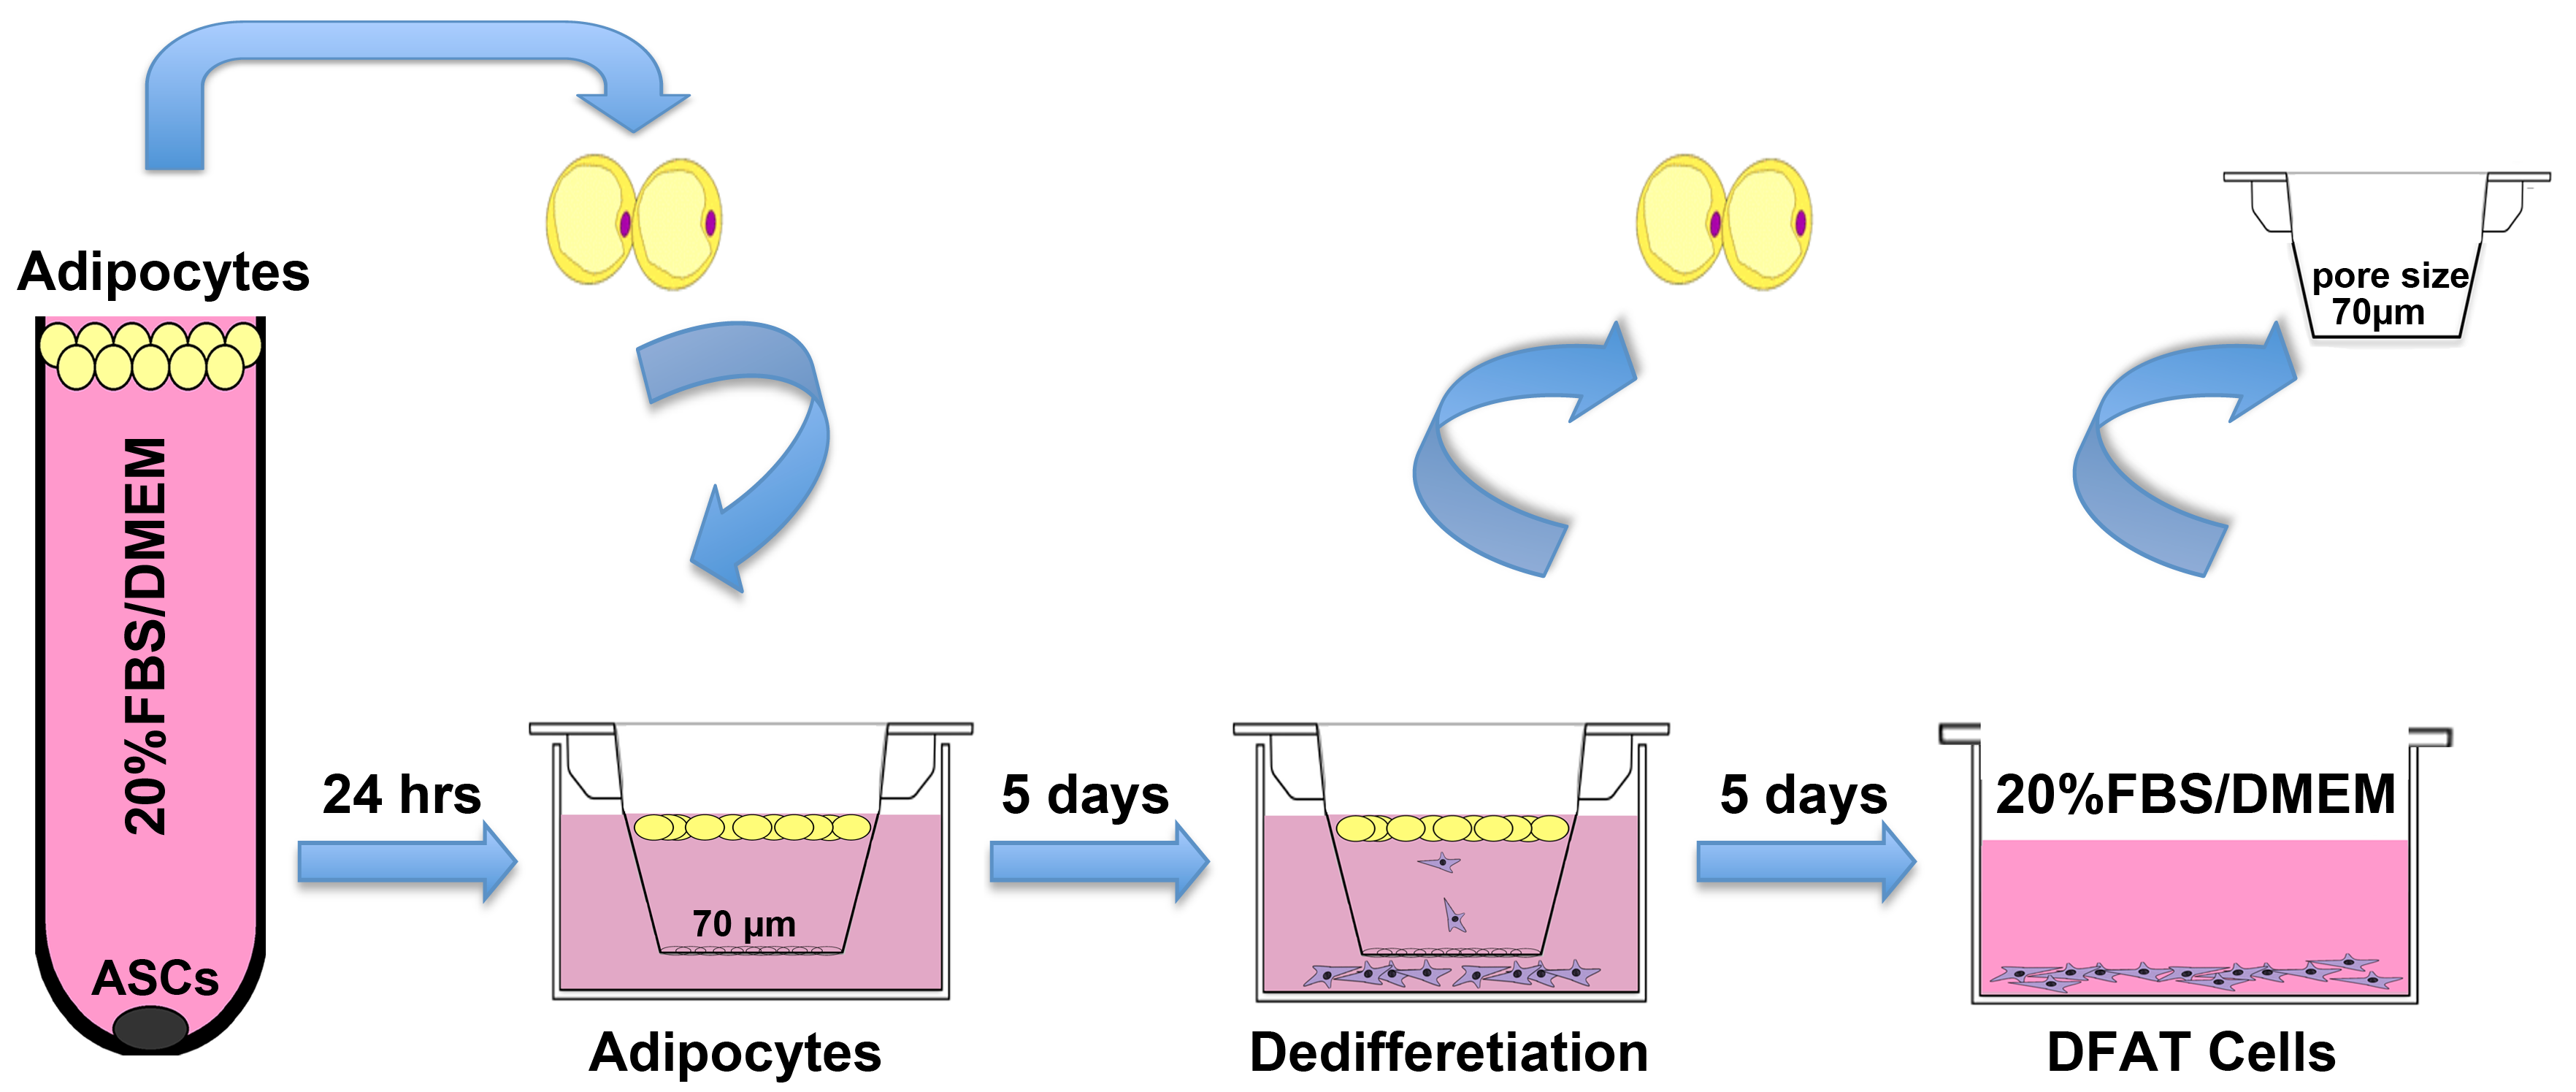 Adipocytes
20%FBS/DMEM
ASCs
24 hrs
70 µm
Adipocytes
5 days
Dedifferetiation
5 days
pore size
70µm
20%FBS/DMEM
DFAT Cells